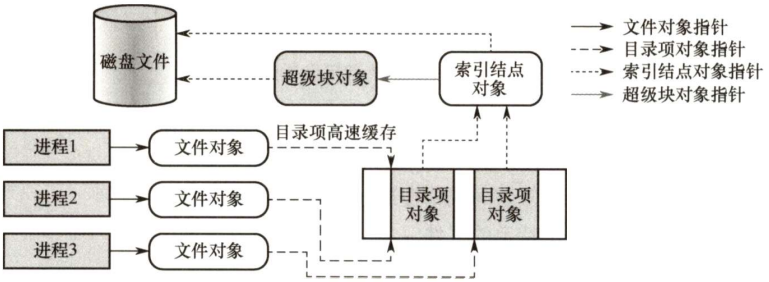 磁盘文件
超级块对象
索引结点
对象
文件对象指针
目录项对象指针
索引结点对象指针
超级块对象指针
进程1
文件对象
目录项高速缓存
进程2
文件对象
目录项
对象
目录项
对象
进程3
文件对象